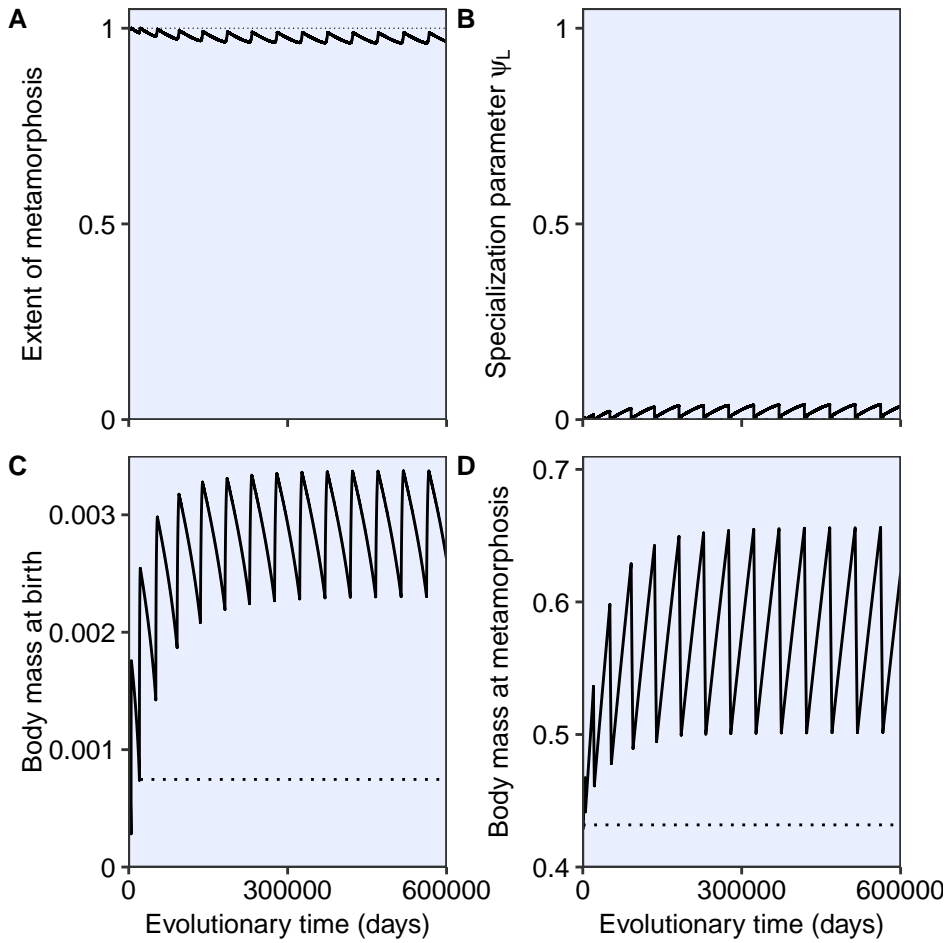 A
Extent of metamorphosis
1
0.5
0
B
Specialization parameter ψL
1
0.5
0
C
Body mass at birth
0.003
0.002
0.001
0
0
300000
600000
Evolutionary time (days)
D
Body mass at metamorphosis
0.7
0.6
0.5
0.4
0
300000
600000
Evolutionary time (days)